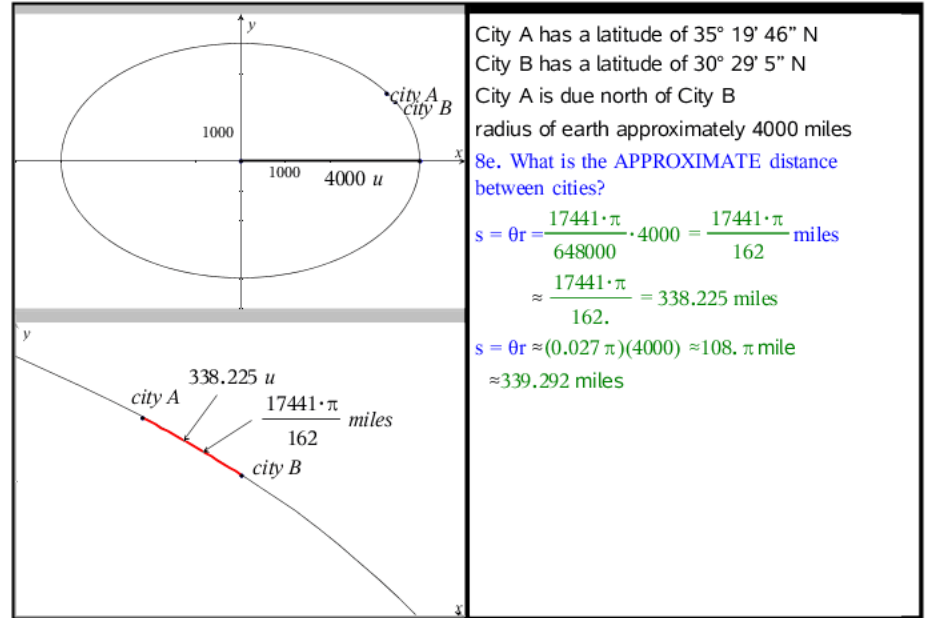 y
city A
city B
1000
x
1000
4000 u
y
338.225 u
city A
17441·π
162
miles
city B
x
City A has a latitude of 35° 19’ 46” N
City B has a latitude of 30° 29’ 5” N
City A is due north of City B
radius of earth approximately 4000 miles
8e. What is the APPROXIMATE distance
between cities?
s = θr = 17441·π / 648000 ·4000 = 17441·π / 162 miles
≈ 17441·π / 162. = 338.225 miles
s = θr ≈(0.027 π)(4000) ≈108. π mile
≈339.292 miles